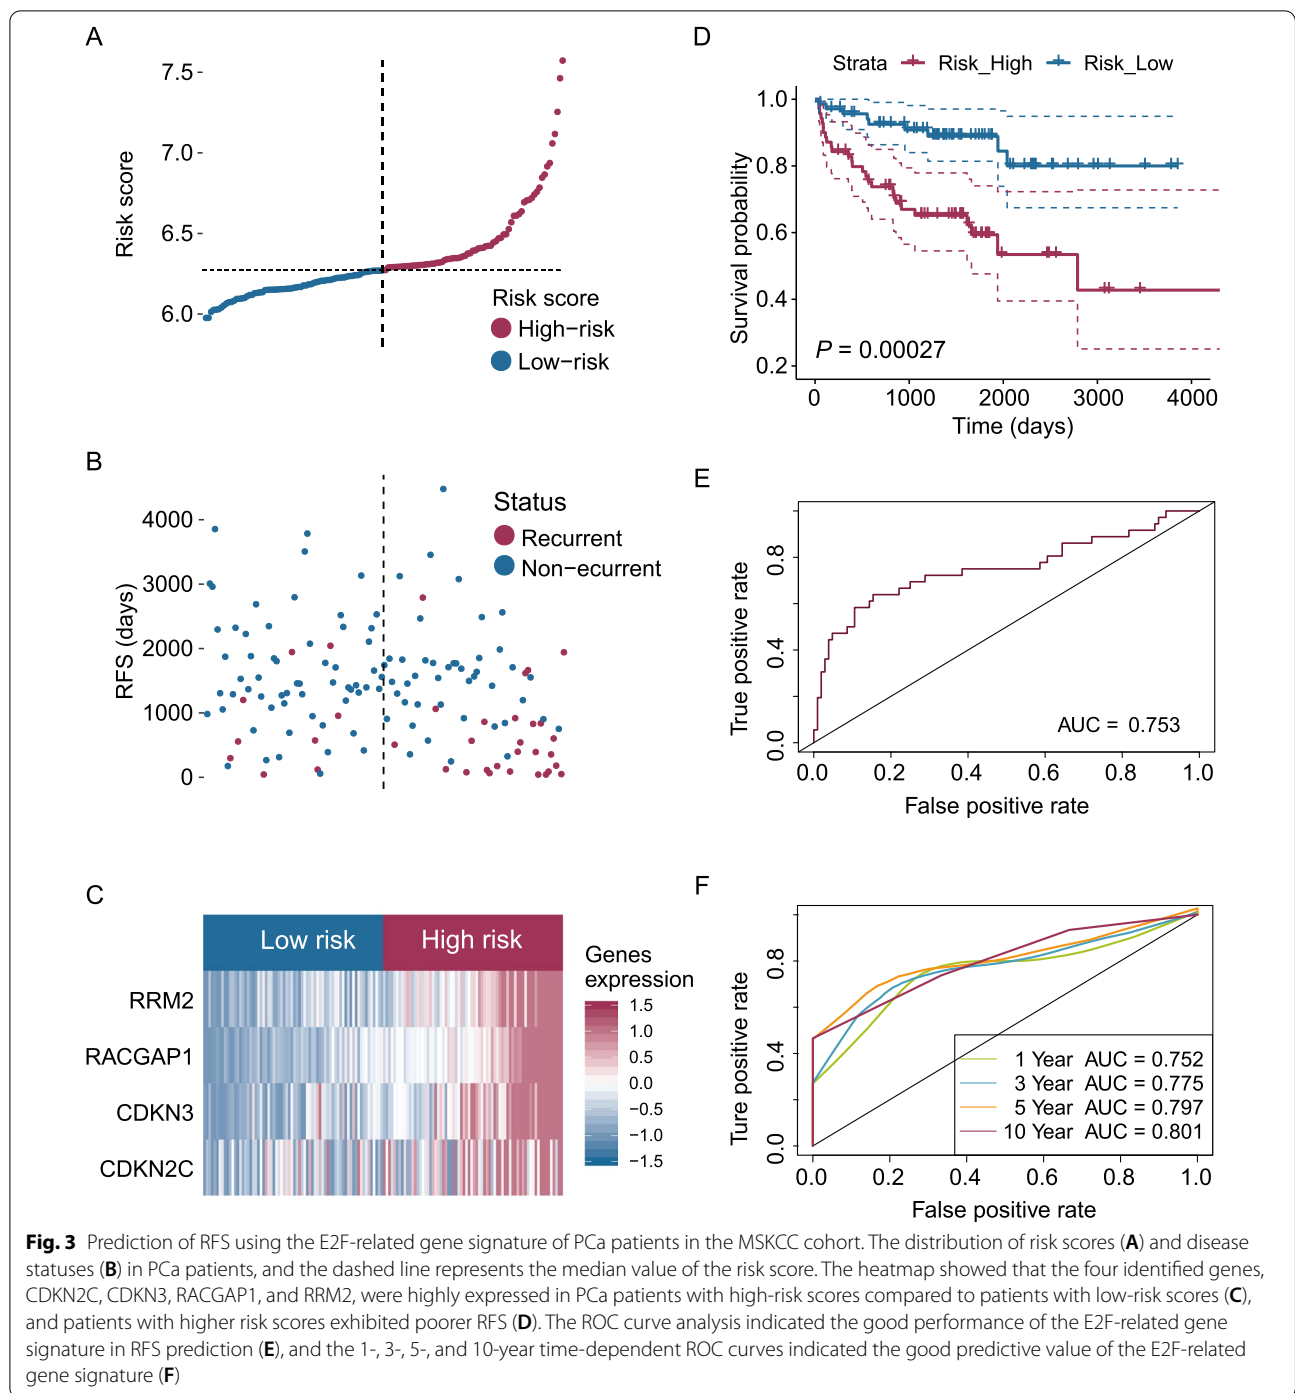 A
7.5
7.0
6.5
6.0
Risk score
Risk score
High−risk
Low−risk
B
4000
3000
2000
1000
0
RFS (days)
Status
Recurrent
Non−ecurrent
C
Low risk
High risk
RRM2
RACGAP1
CDKN3
CDKN2C
Genes
expression
1.5
1.0
0.5
0.0
−0.5
−1.0
−1.5
D
Strata
Risk_High
Risk_Low
1.0
0.8
0.6
0.4
0.2
Survival probability
P = 0.00027
0
1000
2000
3000
4000
Time (days)
E
0.8
0.4
0.0
True positive rate
AUC = 0.753
0.0
0.2
0.4
0.6
0.8
1.0
False positive rate
F
0.8
0.4
0.0
Ture positive rate
1 Year AUC = 0.752
3 Year AUC = 0.775
5 Year AUC = 0.797
10 Year AUC = 0.801
0.0
0.2
0.4
0.6
0.8
1.0
False positive rate
Fig. 3 Prediction of RFS using the E2F-related gene signature of PCa patients in the MSKCC cohort. The distribution of risk scores (A) and disease
statuses (B) in PCa patients, and the dashed line represents the median value of the risk score. The heatmap showed that the four identified genes,
CDKN2C, CDKN3, RACGAP1, and RRM2, were highly expressed in PCa patients with high-risk scores compared to patients with low-risk scores (C),
and patients with higher risk scores exhibited poorer RFS (D). The ROC curve analysis indicated the good performance of the E2F-related gene
signature in RFS prediction (E), and the 1-, 3-, 5-, and 10-year time-dependent ROC curves indicated the good predictive value of the E2F-related
gene signature (F)